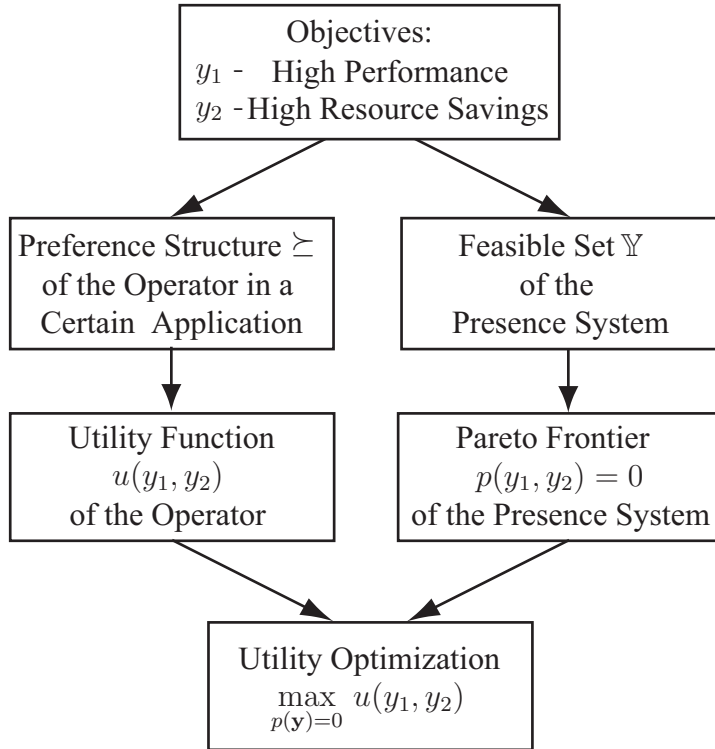 Objectives:
y₁ - High Performance
y₂ - High Resource Savings
Preference Structure ⪰
of the Operator in a
Certain Application
Feasible Set 𝕐
of the
Presence System
Utility Function
u(y₁, y₂)
of the Operator
Pareto Frontier
p(y₁, y₂) = 0
of the Presence System
Utility Optimization
max u(y₁, y₂)
p(𝐲)=0